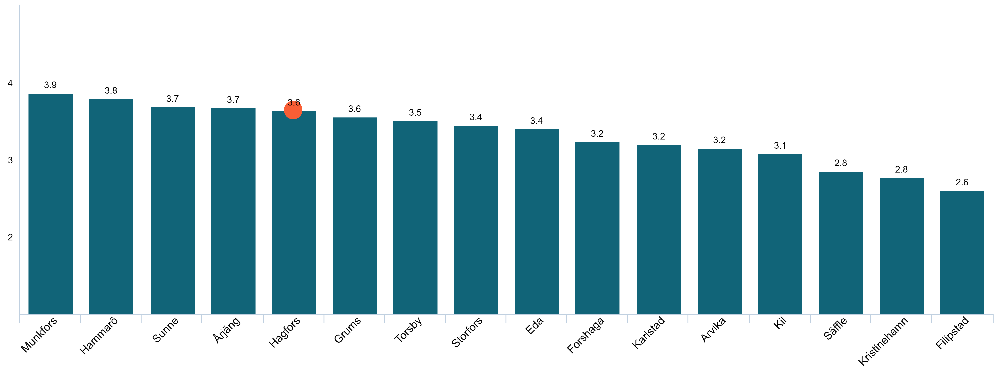 4
3
2
3.9
3.8
3.7
3.7
3.6
3.6
3.5
3.4
3.4
3.2
3.2
3.2
3.1
2.8
2.8
2.6
Munkfors
Hammarö
Sunne
Årjäng
Hagfors
Grums
Torsby
Storfors
Eda
Forshaga
Karlstad
Arvika
Kil
Säffle
Kristinehamn
Filipstad